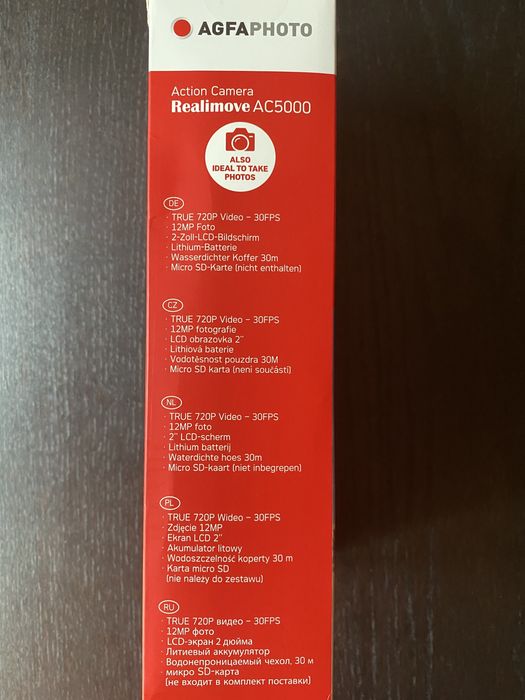 AGFAPHOTO
Action Camera
Realimove AC5000
ALSO
IDEAL TO TAKE
PHOTOS
DE
· TRUE 720P Video – 30FPS
· 12MP Foto
· 2-Zoll-LCD-Bildschirm
· Lithium-Batterie
· Wasserdichter Koffer 30m
· Micro SD-Karte (nicht enthalten)
CZ
· TRUE 720P Video – 30FPS
· 12MP fotografie
· LCD obrazovka 2"
· Lithiová baterie
· Vodotěsnost pouzdra 30M
· Micro SD karta (není součástí)
NL
· TRUE 720P Video – 30FPS
· 12MP foto
· 2" LCD-scherm
· Lithium batterij
· Waterdichte hoes 30m
· Micro SD-kaart (niet inbegrepen)
PL
· TRUE 720P Wideo – 30FPS
· Zdjęcie 12MP
· Ekran LCD 2"
· Akumulator litowy
· Wodoszczelność koperty 30 m
· Karta micro SD
(nie należy do zestawu)
RU
· TRUE 720P видео – 30FPS
· 12MP фото
· LCD-экран 2 дюйма
· Литиевый аккумулятор
· Водонепроницаемый чехол, 30 м
· микро SD-карта
(не входит в комплект поставки)